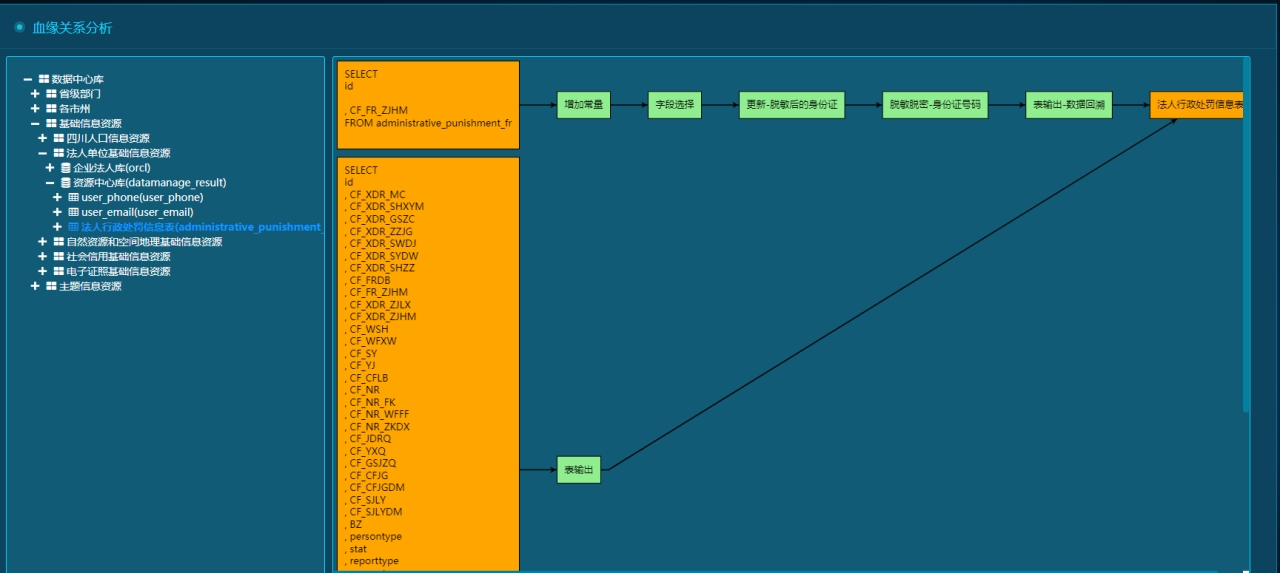 血缘关系分析
数据中心库
省级部门
各市州
基础信息资源
四川人口信息资源
法人单位基础信息资源
企业法人库(orcl)
资源中心库(datamanage_result)
user_phone(user_phone)
user_email(user_email)
法人行政处罚信息表(administrative_punishment_
自然资源和空间地理基础信息资源
社会信用基础信息资源
电子证照基础信息资源
主题信息资源
SELECT
id
, CF_FR_ZJHM
FROM administrative_punishment_fr
增加常量
字段选择
更新-脱敏后的身份证
脱敏脱密-身份证号码
表输出-数据回溯
法人行政处罚信息表
SELECT
id
, CF_XDR_MC
, CF_XDR_SHXYM
, CF_XDR_GSZC
, CF_XDR_ZZJG
, CF_XDR_SWDJ
, CF_XDR_SYDW
, CF_XDR_SHZZ
, CF_FRDB
, CF_FR_ZJHM
, CF_XDR_ZJLX
, CF_XDR_ZJHM
, CF_WSH
, CF_WFXW
, CF_SY
, CF_YJ
, CF_CFLB
, CF_NR
, CF_NR_FK
, CF_NR_WFFF
, CF_NR_ZKDX
, CF_JDRQ
, CF_YXQ
, CF_GSJZQ
, CF_CFJG
, CF_CFJGDM
, CF_SJLY
, CF_SJLYDM
, BZ
, persontype
, stat
, reporttype
表输出